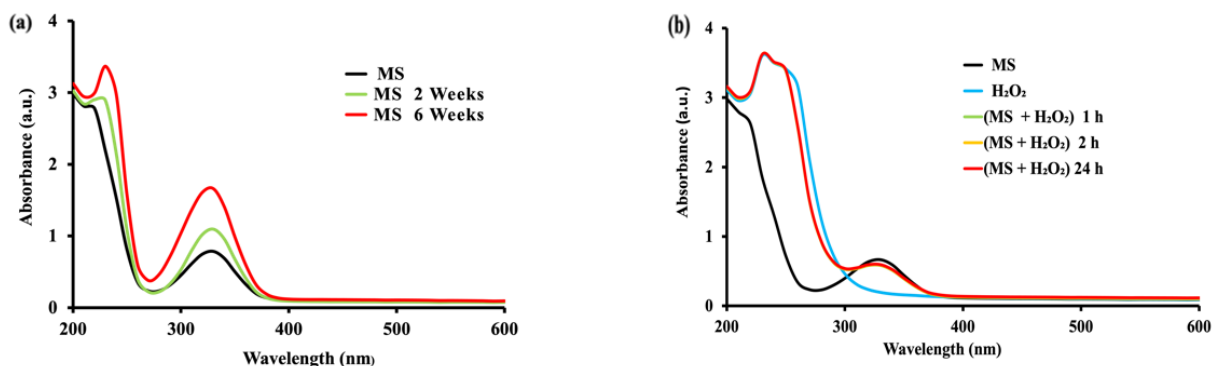 (a)
4
3
2
1
0
200
300
400
500
600
Absorbance (a.u.)
Wavelength (nm)
MS
MS 2 Weeks
MS 6 Weeks
(b)
4
3
2
1
0
200
300
400
500
600
Absorbance (a.u.)
Wavelength (nm)
MS
H₂O₂
(MS + H₂O₂) 1 h
(MS + H₂O₂) 2 h
(MS + H₂O₂) 24 h